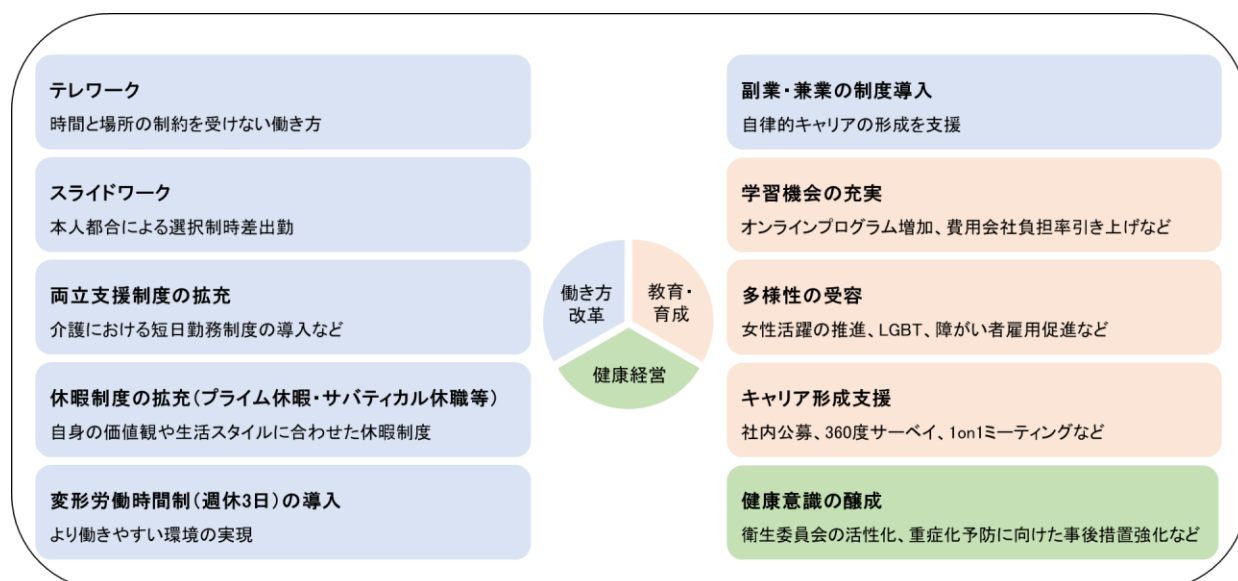 テレワーク
時間と場所の制約を受けない働き方
スライドワーク
本人都合による選択制時差出勤
両立支援制度の拡充
介護における短日勤務制度の導入など
休暇制度の拡充(プライム休暇・サバティカル休職等)
自身の価値観や生活スタイルに合わせた休暇制度
変形労働時間制(週休3日)の導入
より働きやすい環境の実現
働き方
改革
教育・
育成
健康経営
副業・兼業の制度導入
自律的キャリアの形成を支援
学習機会の充実
オンラインプログラム増加、費用会社負担率引き上げなど
多様性の受容
女性活躍の推進、LGBT、障がい者雇用促進など
キャリア形成支援
社内公募、360度サーベイ、1on1ミーティングなど
健康意識の醸成
衛生委員会の活性化、重症化予防に向けた事後措置強化など